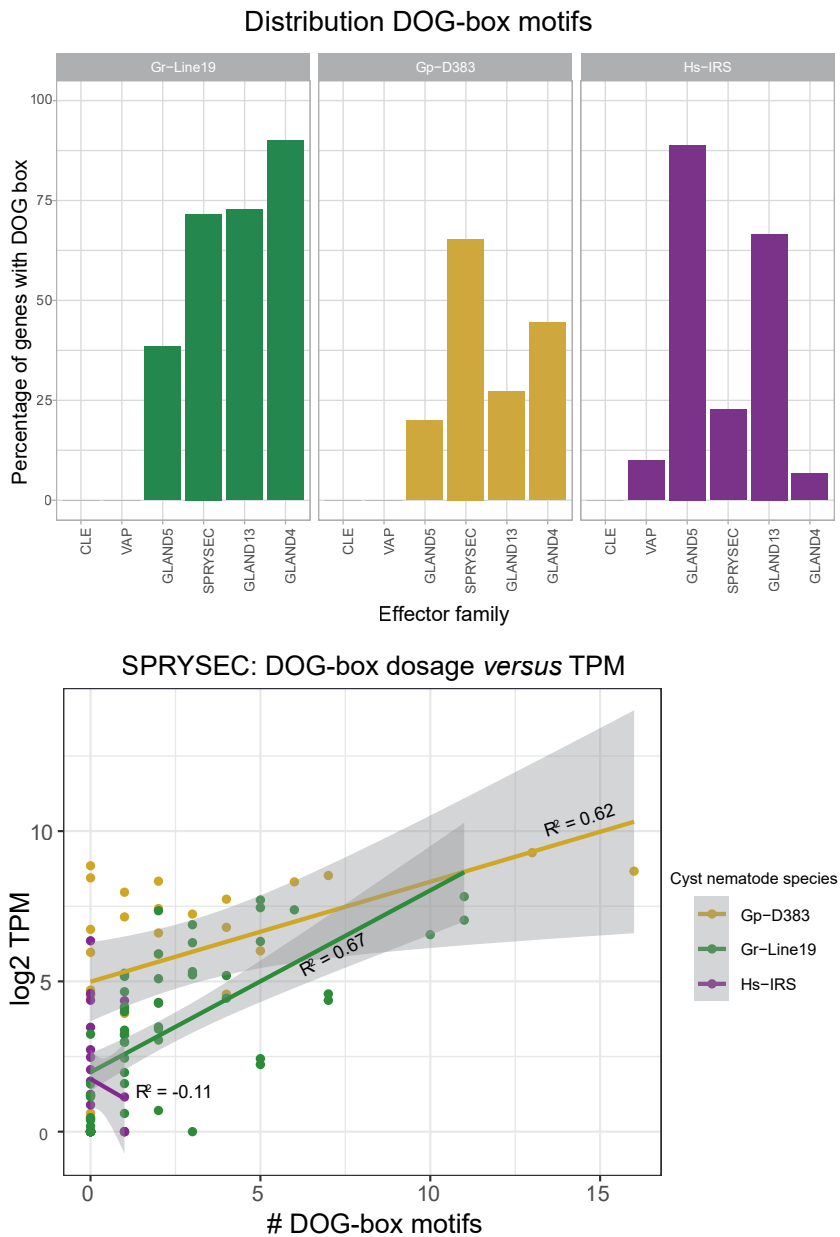 Distribution DOG-box motifs
Gr−Line19
Gp−D383
Hs−IRS
Percentage of genes with DOG box
100
75
50
25
0
CLE
VAP
GLAND5
SPRYSEC
GLAND13
GLAND4
CLE
VAP
GLAND5
SPRYSEC
GLAND13
GLAND4
CLE
VAP
GLAND5
SPRYSEC
GLAND13
GLAND4
Effector family
SPRYSEC: DOG-box dosage versus TPM
log2 TPM
10
5
0
R² = 0.62
R² = 0.67
R² = -0.11
0
5
10
15
# DOG-box motifs
Cyst nematode species
Gp−D383
Gr−Line19
Hs−IRS